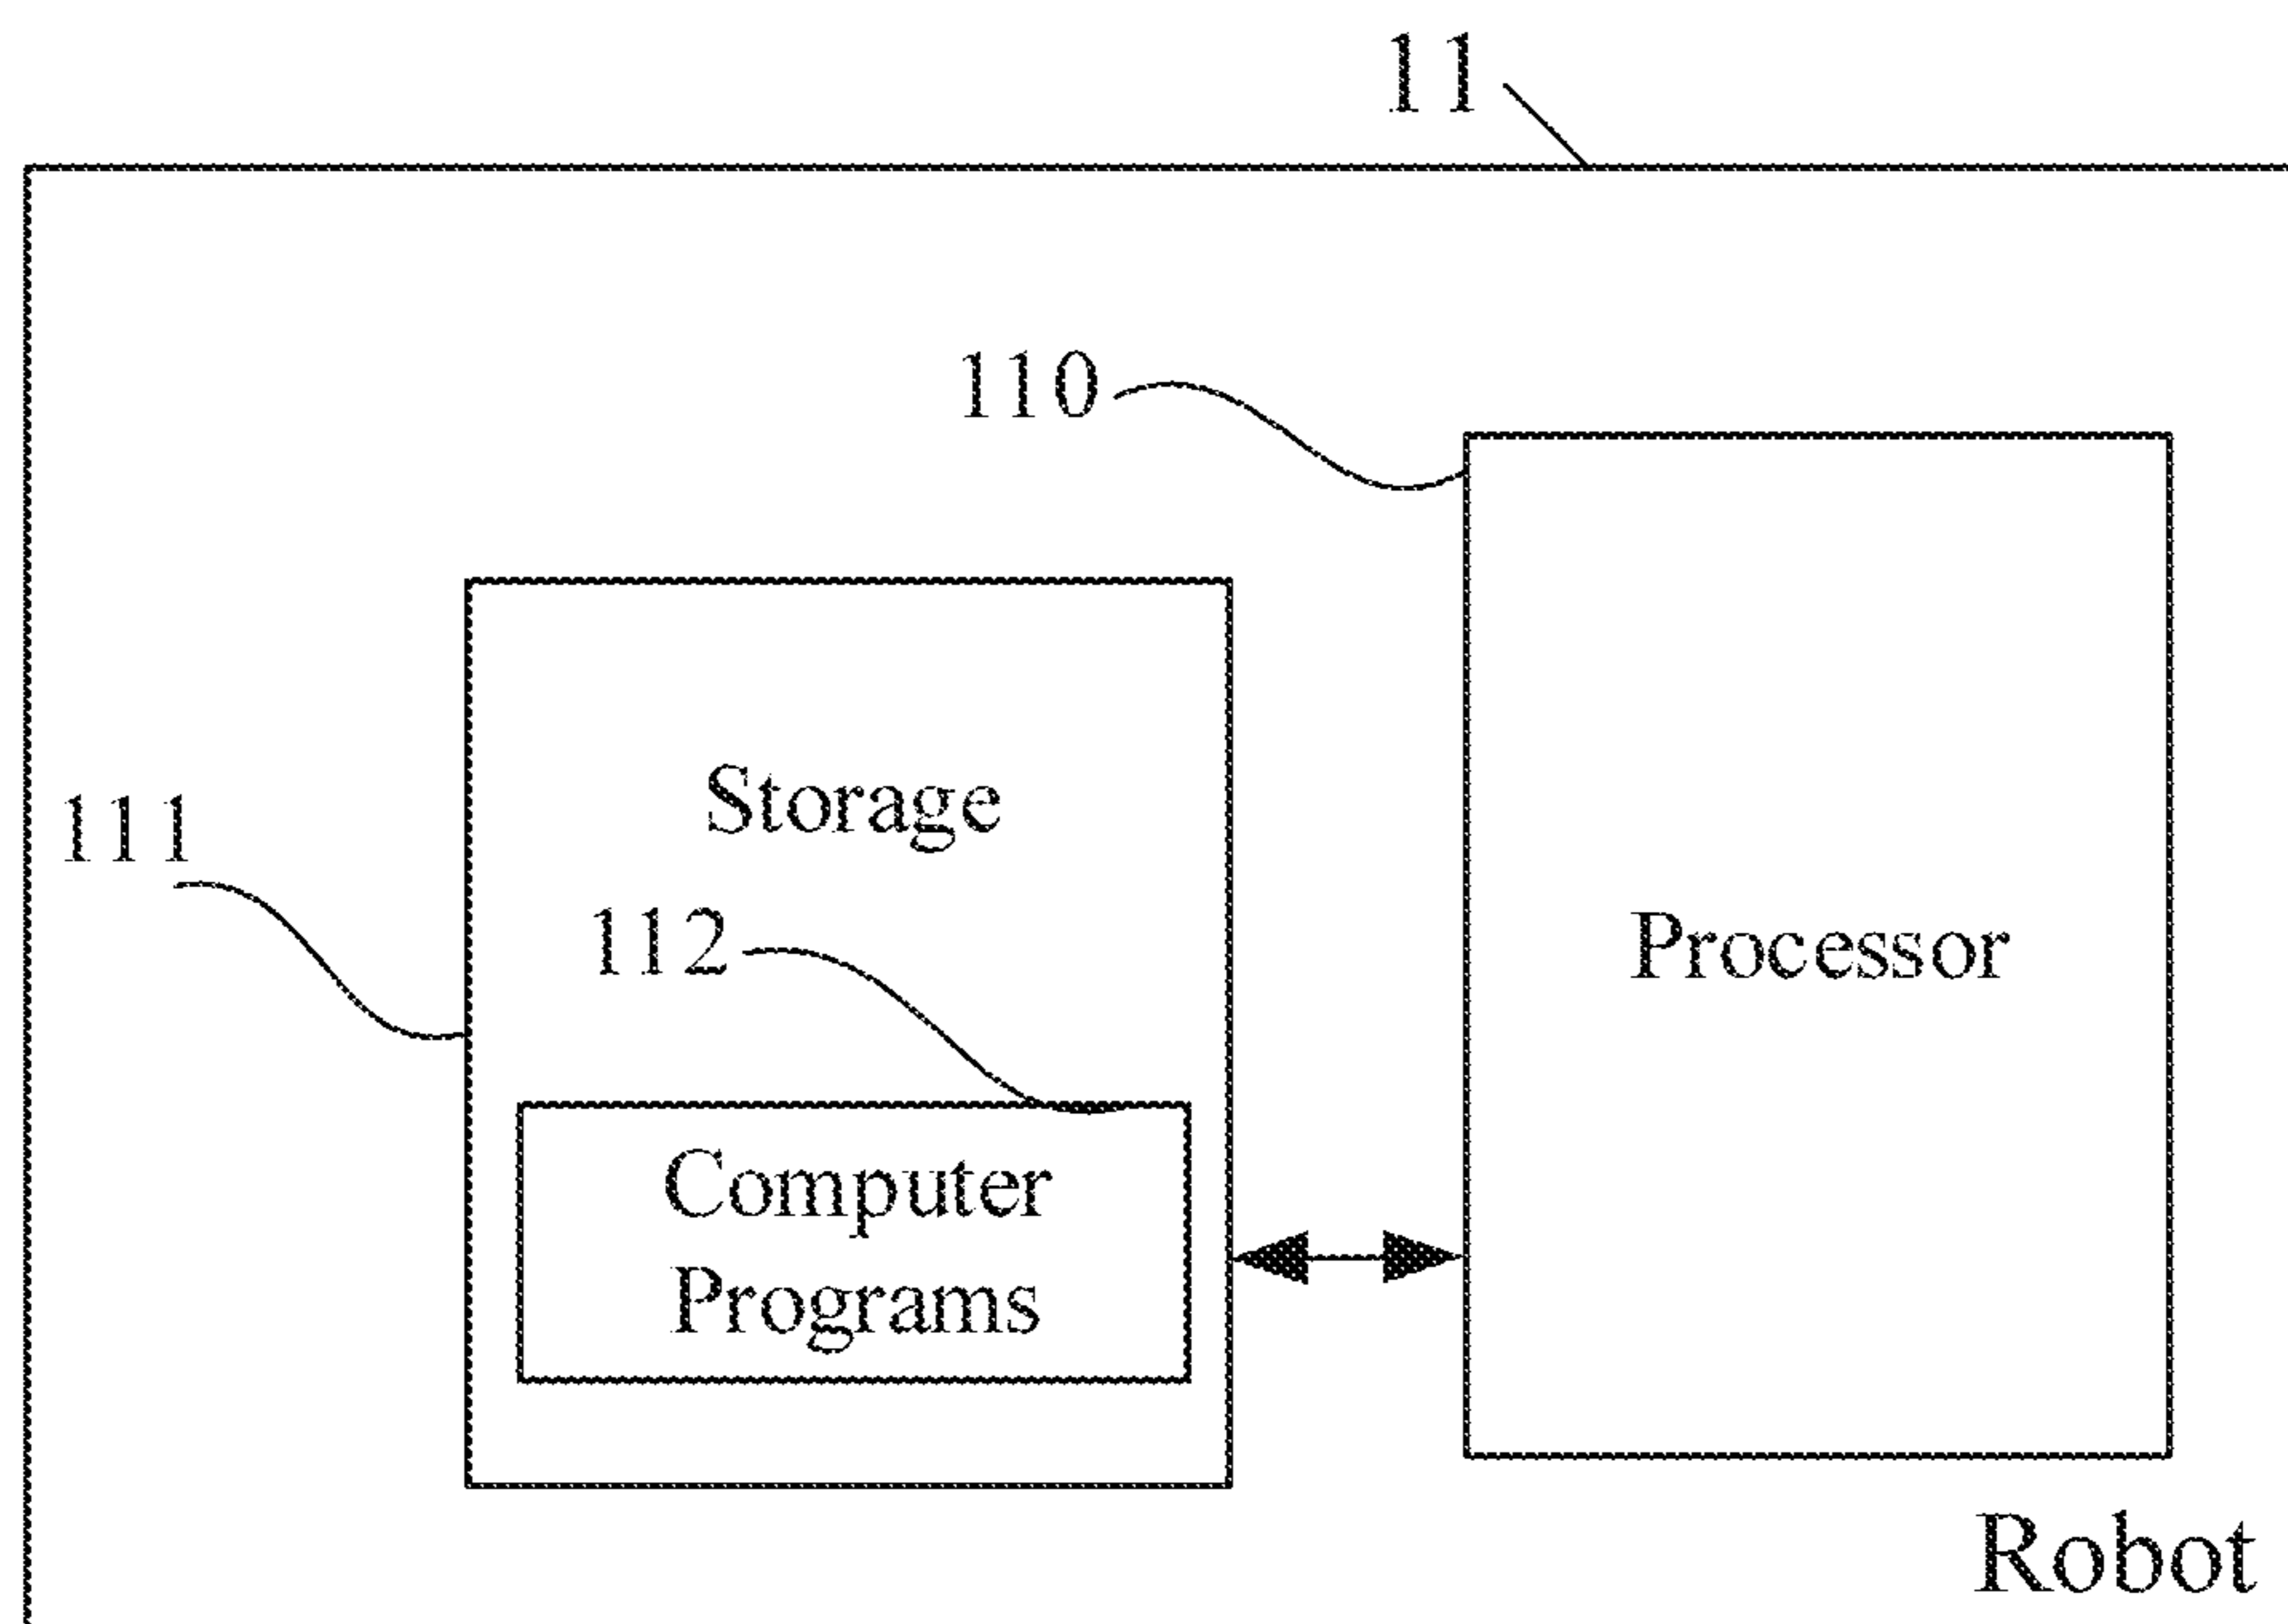 11
110
Storage
111
112
Processor
Computer
Programs
Robot